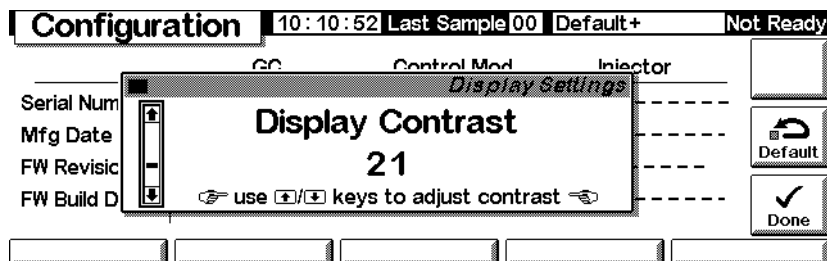 Configuration 10:10:52 Last Sample 00 Default+ Not Ready
GC Control Mod Injector
Display Settings
Serial Num
Display Contrast
Mfg Date
Default
21
FW Revisic
use / keys to adjust contrast
FW Build D
Done